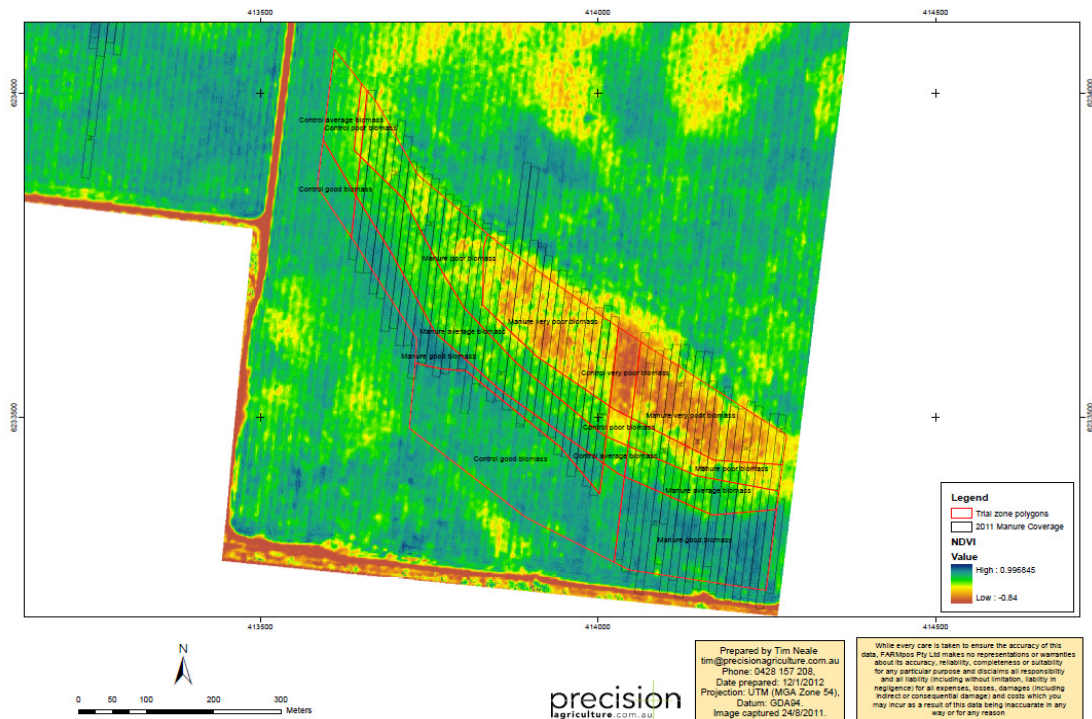 413500
414000
414500
6234000
6234000
Control average biomass
Control poor biomass
Control good biomass
Manure poor biomass
Manure very poor biomass
Manure average biomass
Manure good biomass
Control very poor biomass
Manure very poor biomass
Control poor biomass
Control average biomass
Control good biomass
Manure poor biomass
Manure average biomass
Manure good biomass
6233500
6233500
Legend
Trial zone polygons
2011 Manure Coverage
NDVI
Value
High : 0.996845
Low : -0.84
413500
414000
414500
N
0 50 100 200 300
Meters
precision
agriculture.com.au
Prepared by Tim Neale
tim@precisionagriculture.com.au
Phone: 0428 157 208,
Date prepared: 12/1/2012
Projection: UTM (MGA Zone 54),
Datum: GDA94.
Image captured 24/8/2011.
While every care is taken to ensure the accuracy of this
data, FARMpos Pty Ltd makes no representations or warranties
about its accuracy, reliability, completeness or suitability
for any particular purpose and disclaims all responsibility
and all liability (including without limitation, liability in
negligence) for all expenses, losses, damages (including
indirect or consequential damage) and costs which you
may incur as a result of this data being inaccuarate in any
way or for any reason